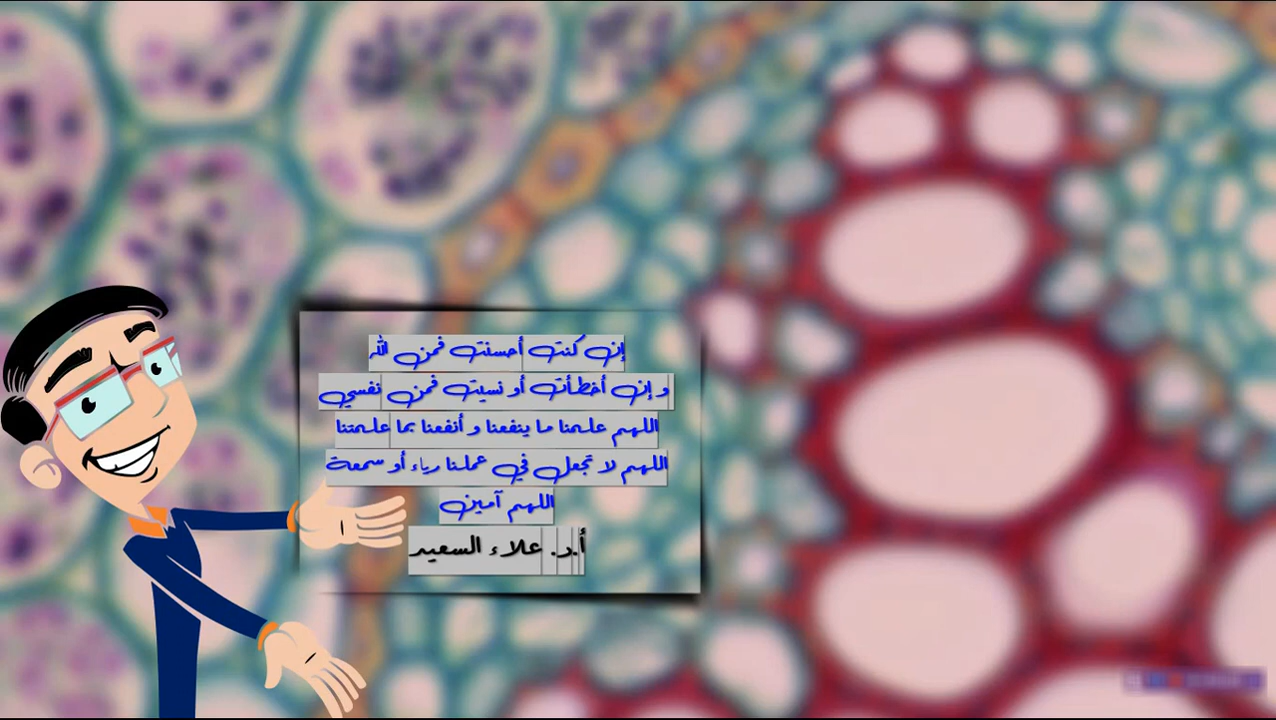 إن كنت أحسنت فمن الله
و إن أخطأت أو نسيت فمن نفسي
اللهم علمنا ما ينفعنا و أنفعنا بما علمتنا
اللهم لا تجعل في عملنا رياء أو سمعة
اللهم آمين
أ.د. علاء السعيد